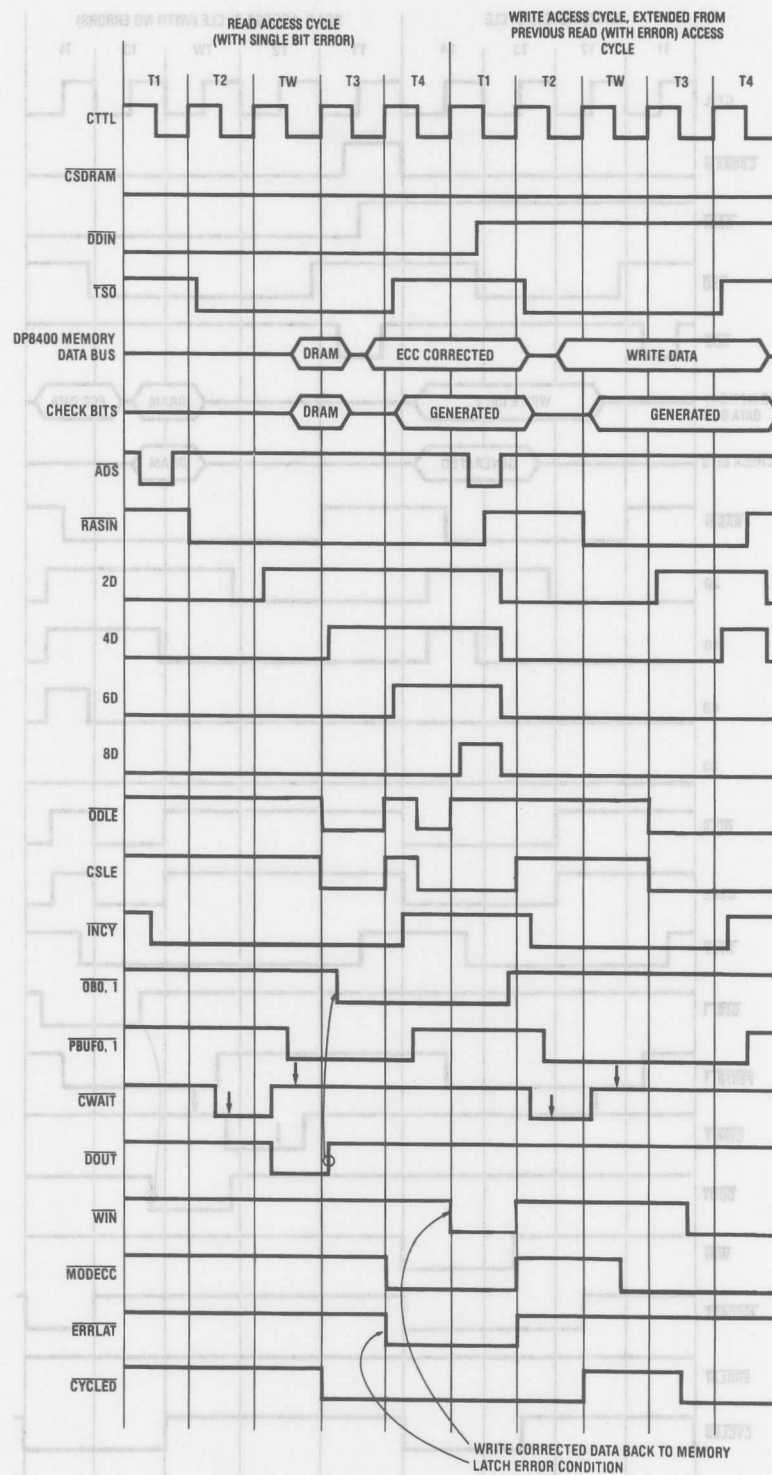 READ ACCESS CYCLE
(WITH SINGLE BIT ERROR)
WRITE ACCESS CYCLE, EXTENDED FROM
PREVIOUS READ (WITH ERROR) ACCESS
CYCLE
T1 T2 TW T3 T4 T1 T2 TW T3 T4
CTTL
CSDRAM
DDIN
TSO
DP8400 MEMORY
DATA BUS
DRAM ECC CORRECTED WRITE DATA
CHECK BITS DRAM GENERATED GENERATED
ADS
RASIN
2D
4D
6D
8D
ODLE
CSLE
INCY
OBO, 1
PBUFO, 1
CWAIT
DOUT
WIN
MODECC
ERRLAT
CYCLED
WRITE CORRECTED DATA BACK TO MEMORY
LATCH ERROR CONDITION